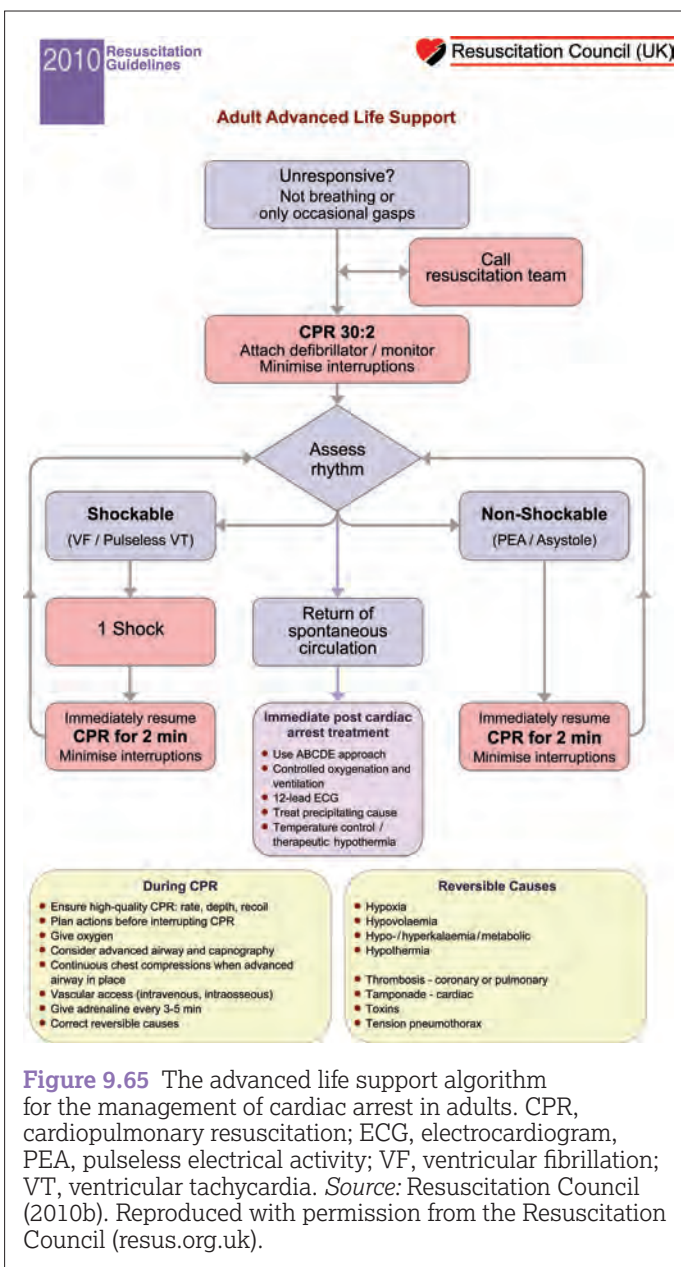 2010 Resuscitation
Guidelines
Resuscitation Council (UK)
Adult Advanced Life Support
Unresponsive?
Not breathing or
only occasional gasps
Call
resuscitation team
CPR 30:2
Attach defibrillator / monitor
Minimise interruptions
Assess
rhythm
Shockable
(VF / Pulseless VT)
Non-Shockable
(PEA / Asystole)
1 Shock
Return of
spontaneous
circulation
Immediately resume
CPR for 2 min
Minimise interruptions
Immediate post cardiac
arrest treatment
• Use ABCDE approach
• Controlled oxygenation and
ventilation
• 12-lead ECG
• Treat precipitating cause
• Temperature control /
therapeutic hypothermia
Immediately resume
CPR for 2 min
Minimise interruptions
During CPR
• Ensure high-quality CPR: rate, depth, recoil
• Plan actions before interrupting CPR
• Give oxygen
• Consider advanced airway and capnography
• Continuous chest compressions when advanced
airway in place
• Vascular access (intravenous, intraosseous)
• Give adrenaline every 3-5 min
• Correct reversible causes
Reversible Causes
• Hypoxia
• Hypovolaemia
• Hypo-/hyperkalaemia/metabolic
• Hypothermia
• Thrombosis - coronary or pulmonary
• Tamponade - cardiac
• Toxins
• Tension pneumothorax
Figure 9.65 The advanced life support algorithm
for the management of cardiac arrest in adults. CPR,
cardiopulmonary resuscitation; ECG, electrocardiogram,
PEA, pulseless electrical activity; VF, ventricular fibrillation;
VT, ventricular tachycardia. Source: Resuscitation Council
(2010b). Reproduced with permission from the Resuscitation
Council (resus.org.uk).